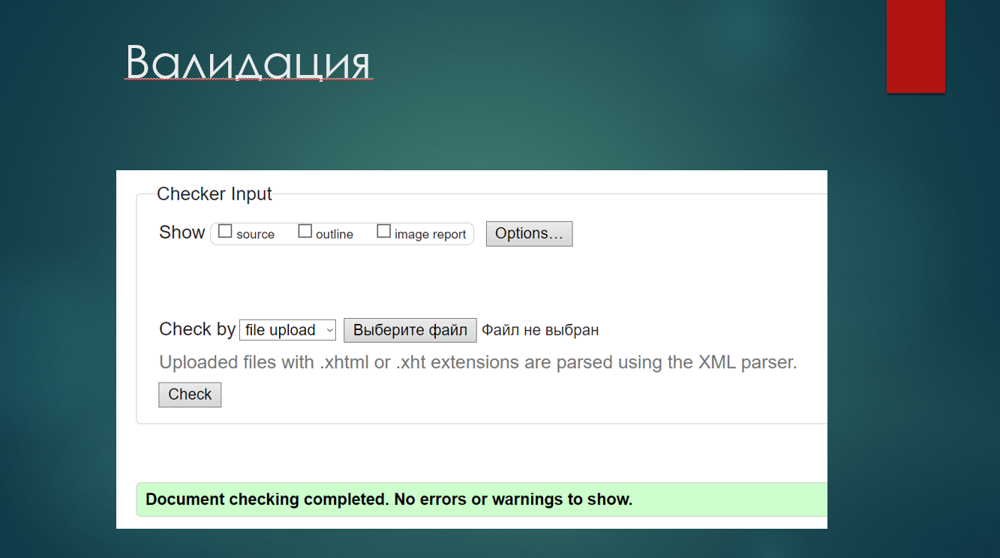 Валидация
Checker Input
Show source outline image report Options...
Check by file upload Выберите файл Файл не выбран
Uploaded files with .xhtml or .xht extensions are parsed using the XML parser.
Check
Document checking completed. No errors or warnings to show.